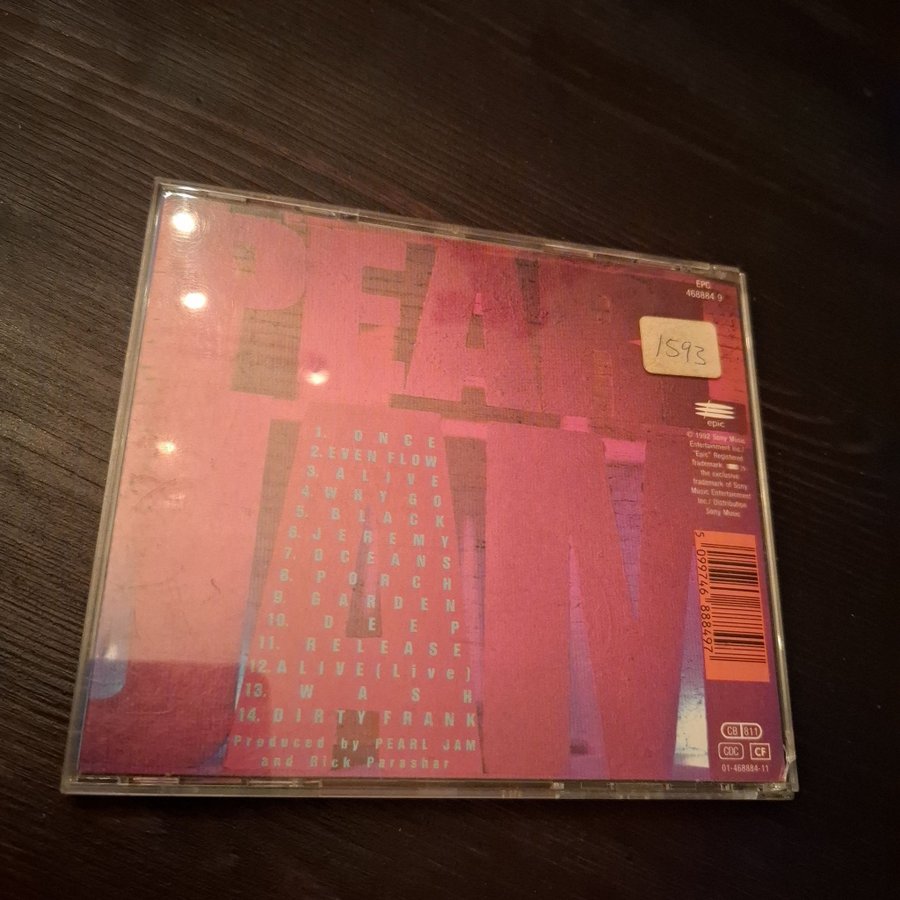 PEARL
JAM
EPC
468884 9
1593
epic
1. ONCE
2. EVEN FLOW
3. ALIVE
4. WHY GO
5. BLACK
6. JEREMY
7. OCEANS
8. PORCH
9. GARDEN
10. DEEP
11. RELEASE
12. ALIVE (Live)
13. WASH
14. DIRTY FRANK
Produced by PEARL JAM
and Rick Parashar
© 1992 Sony Music
Entertainment Inc./
"Epic" Registered
Trademark. is
the exclusive
trademark of Sony
Music Entertainment
Inc./ Distribution
Sony Music
5 099746 888497
CB 811
CDC CF
01-468884-11